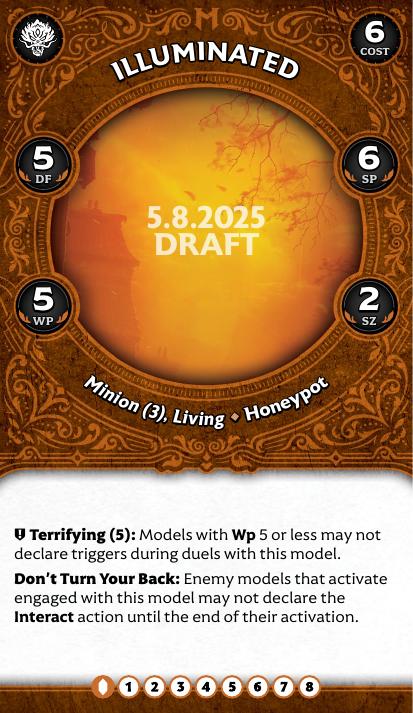 6
COST
ILLUMINATED
5
DF
6
SP
5.8.2025
DRAFT
5
WP
2
SZ
Minion (3), Living ◆ Honeypot
Terrifying (5): Models with Wp 5 or less may not
declare triggers during duels with this model.
Don't Turn Your Back: Enemy models that activate
engaged with this model may not declare the
Interact action until the end of their activation.
1 2 3 4 5 6 7 8